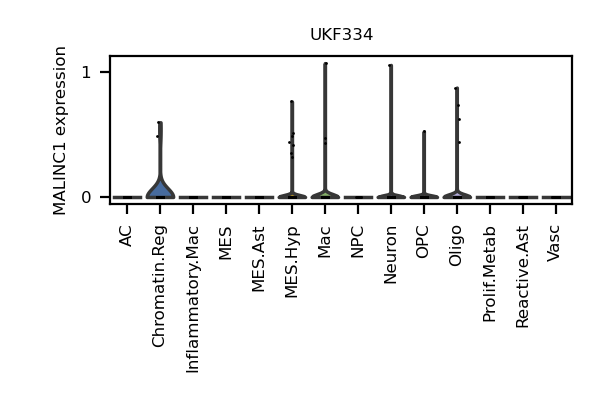 UKF334
MALINC1 expression
1
0
AC
Chromatin.Reg
Inflammatory.Mac
MES
MES.Ast
MES.Hyp
Mac
NPC
Neuron
OPC
Oligo
Prolif.Metab
Reactive.Ast
Vasc